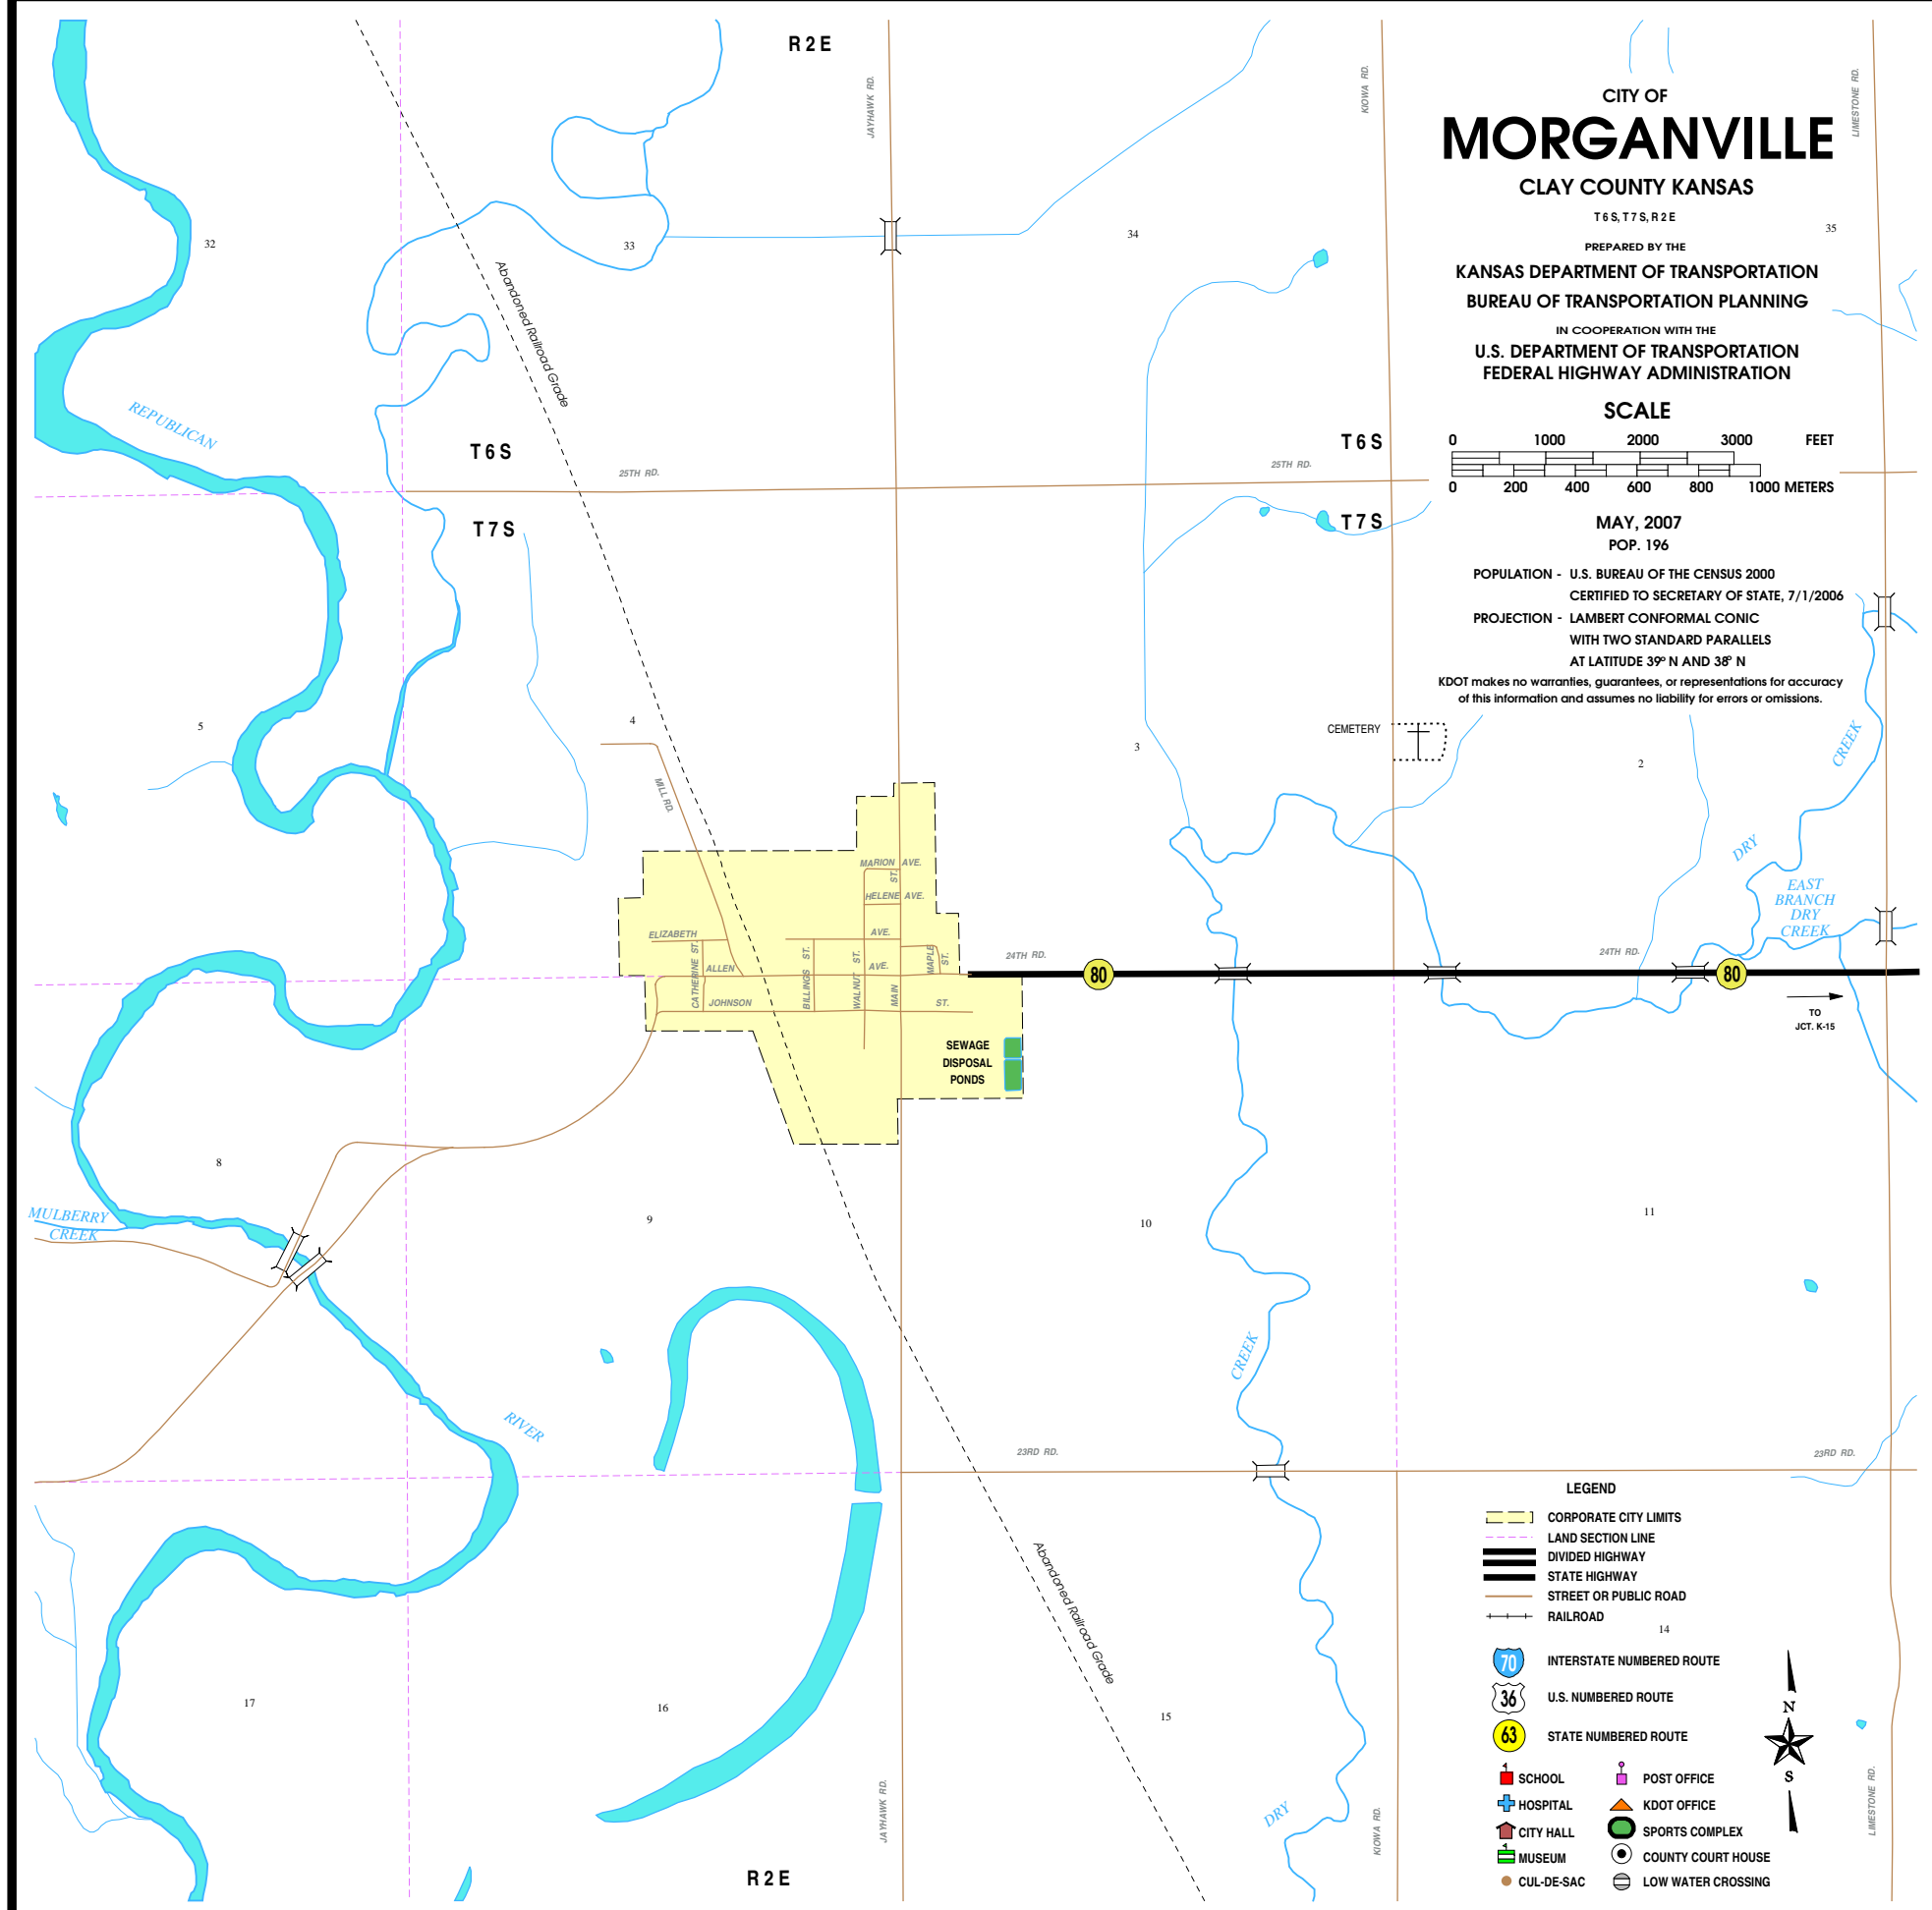 R 2 E
JAYHAWK RD.
KIOWA RD.
LIMESTONE RD.
CITY OF
MORGANVILLE
CLAY COUNTY KANSAS
T 6 S, T 7 S, R 2 E
PREPARED BY THE
KANSAS DEPARTMENT OF TRANSPORTATION
BUREAU OF TRANSPORTATION PLANNING
IN COOPERATION WITH THE
U.S. DEPARTMENT OF TRANSPORTATION
FEDERAL HIGHWAY ADMINISTRATION
SCALE
0 1000 2000 3000 FEET
0 200 400 600 800 1000 METERS
MAY, 2007
POP. 196
POPULATION - U.S. BUREAU OF THE CENSUS 2000
CERTIFIED TO SECRETARY OF STATE, 7/1/2006
PROJECTION - LAMBERT CONFORMAL CONIC
WITH TWO STANDARD PARALLELS
AT LATITUDE 39° N AND 38° N
KDOT makes no warranties, guarantees, or representations for accuracy
of this information and assumes no liability for errors or omissions.
32
33
34
35
Abandoned Railroad Grade
REPUBLICAN
T 6 S
T 6 S
25TH RD.
25TH RD.
T 7 S
T 7 S
5
4
3
2
CEMETERY
CREEK
DRY
EAST
BRANCH
DRY
CREEK
MILL RD.
MARION AVE.
ST.
HELENE AVE.
ELIZABETH AVE.
CATHERINE ST.
ALLEN AVE.
BILLINGS ST.
WALNUT ST.
MAIN
MAPLE
ST.
JOHNSON ST.
24TH RD.
24TH RD.
80
80
TO
JCT. K-15
SEWAGE
DISPOSAL
PONDS
8
9
10
11
MULBERRY
CREEK
RIVER
CREEK
23RD RD.
23RD RD.
Abandoned Railroad Grade
17
16
15
14
DRY
JAYHAWK RD.
KIOWA RD.
LIMESTONE RD.
R 2 E
LEGEND
CORPORATE CITY LIMITS
LAND SECTION LINE
DIVIDED HIGHWAY
STATE HIGHWAY
STREET OR PUBLIC ROAD
RAILROAD
70 INTERSTATE NUMBERED ROUTE
36 U.S. NUMBERED ROUTE
63 STATE NUMBERED ROUTE
SCHOOL
HOSPITAL
CITY HALL
MUSEUM
CUL-DE-SAC
POST OFFICE
KDOT OFFICE
SPORTS COMPLEX
COUNTY COURT HOUSE
LOW WATER CROSSING
N
S